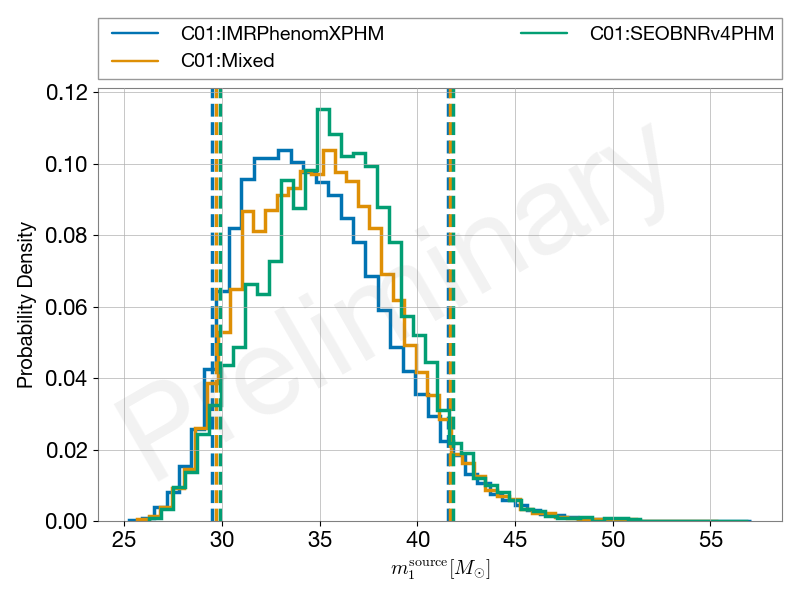 C01:IMRPhenomXPHM
C01:Mixed
C01:SEOBNRv4PHM
0.12
0.10
0.08
0.06
0.04
0.02
0.00
Probability Density
Preliminary
25 30 35 40 45 50 55
m₁^source [M⊙]